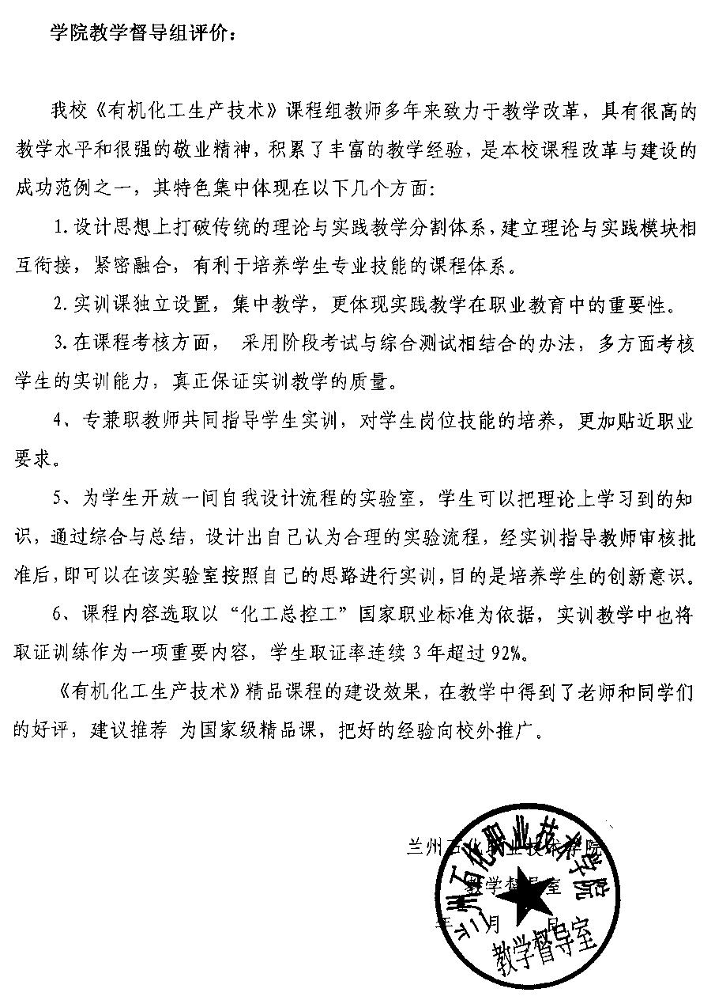 学院教学督导组评价：
我校《有机化工生产技术》课程组教师多年来致力于教学改革，具有很高的
教学水平和很强的敬业精神，积累了丰富的教学经验，是本校课程改革与建设的
成功范例之一，其特色集中体现在以下几个方面：
1.设计思想上打破传统的理论与实践教学分割体系，建立理论与实践模块相
互衔接，紧密融合，有利于培养学生专业技能的课程体系。
2.实训课独立设置，集中教学，更体现实践教学在职业教育中的重要性。
3.在课程考核方面， 采用阶段考试与综合测试相结合的办法，多方面考核
学生的实训能力，真正保证实训教学的质量。
4、专兼职教师共同指导学生实训，对学生岗位技能的培养，更加贴近职业
要求。
5、为学生开放一间自我设计流程的实验室，学生可以把理论上学习到的知
识，通过综合与总结，设计出自己认为合理的实验流程，经实训指导教师审核批
准后，即可以在该实验室按照自己的思路进行实训，目的是培养学生的创新意识。
6、课程内容选取以“化工总控工”国家职业标准为依据，实训教学中也将
取证训练作为一项重要内容，学生取证率连续 3 年超过 92%。
《有机化工生产技术》精品课程的建设效果，在教学中得到了老师和同学们
的好评，建议推荐 为国家级精品课，把好的经验向校外推广。
兰州石化职业技术学院
教学督导室
年 月 日
兰州石化职业技术学院
教学督导室